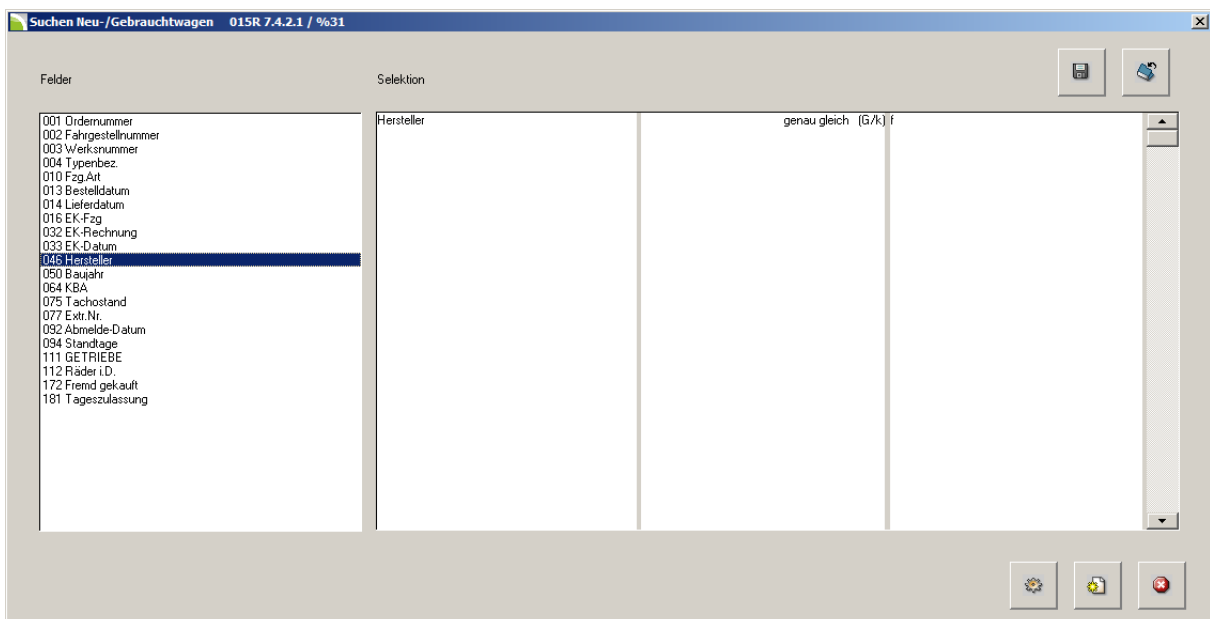 Suchen Neu-/Gebrauchtwagen 015R 7.4.2.1 / %31
Felder
Selektion
001 Ordernummer
002 Fahrgestellnummer
003 Werksnummer
004 Typenbez.
010 Fzg.Art
013 Bestelldatum
014 Lieferdatum
016 EK-Fzg
032 EK-Rechnung
033 EK-Datum
046 Hersteller
050 Baujahr
064 KBA
075 Tachostand
077 Extr.Nr.
092 Abmelde-Datum
094 Standtage
111 GETRIEBE
112 Räder i.D.
172 Fremd gekauft
181 Tageszulassung
Hersteller genau gleich (G/k) f